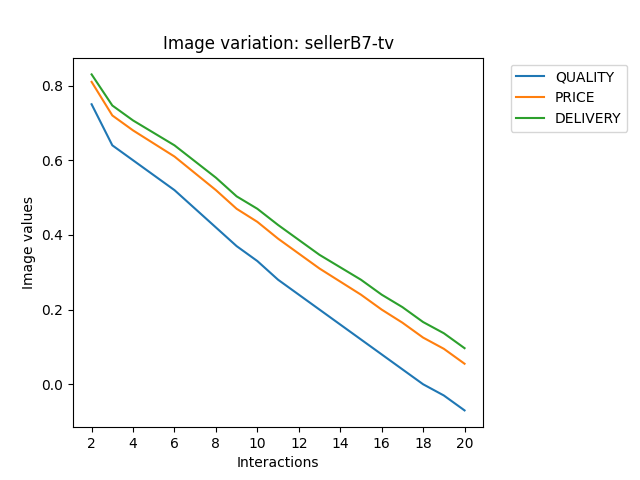 Image variation: sellerB7-tv
QUALITY
PRICE
DELIVERY
Image values
0.8
0.6
0.4
0.2
0.0
2 4 6 8 10 12 14 16 18 20
Interactions